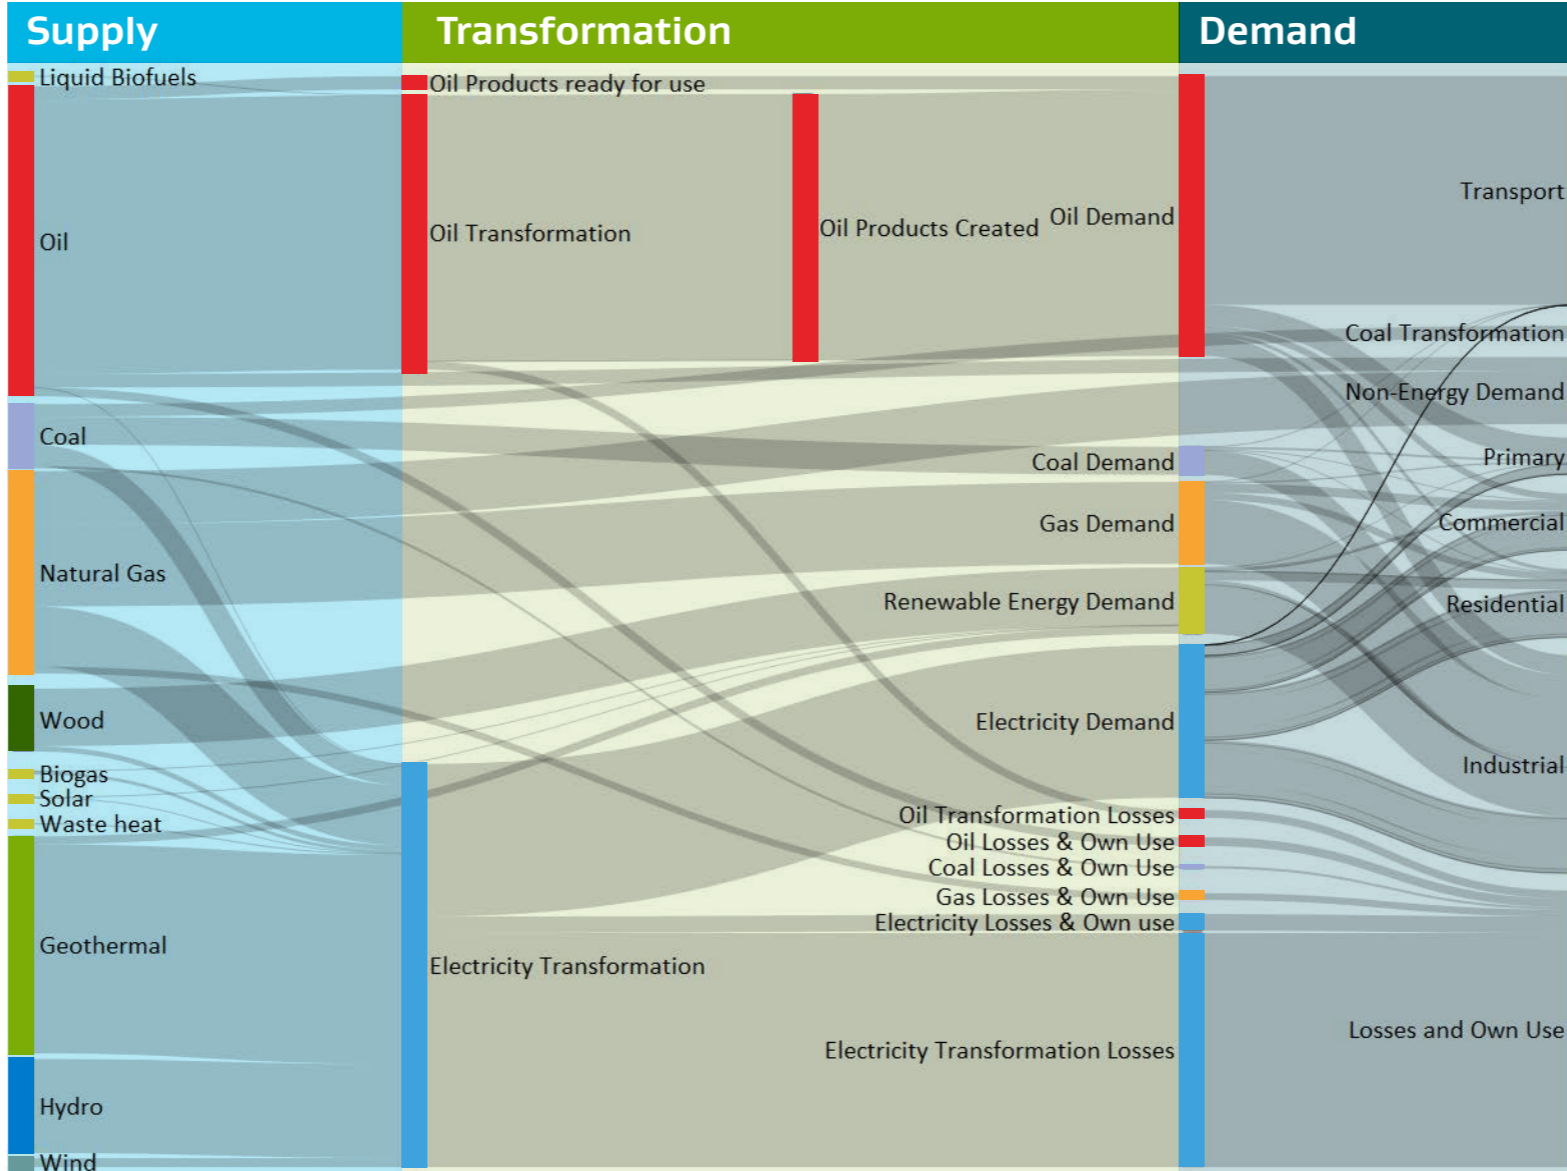 Supply
Transformation
Demand
Liquid Biofuels
Oil
Coal
Natural Gas
Wood
Biogas
Solar
Waste heat
Geothermal
Hydro
Wind
Oil Products ready for use
Oil Transformation
Electricity Transformation
Oil Products Created
Oil Demand
Coal Demand
Gas Demand
Renewable Energy Demand
Electricity Demand
Oil Transformation Losses
Oil Losses & Own Use
Coal Losses & Own Use
Gas Losses & Own Use
Electricity Losses & Own use
Electricity Transformation Losses
Transport
Coal Transformation
Non-Energy Demand
Primary
Commercial
Residential
Industrial
Losses and Own Use